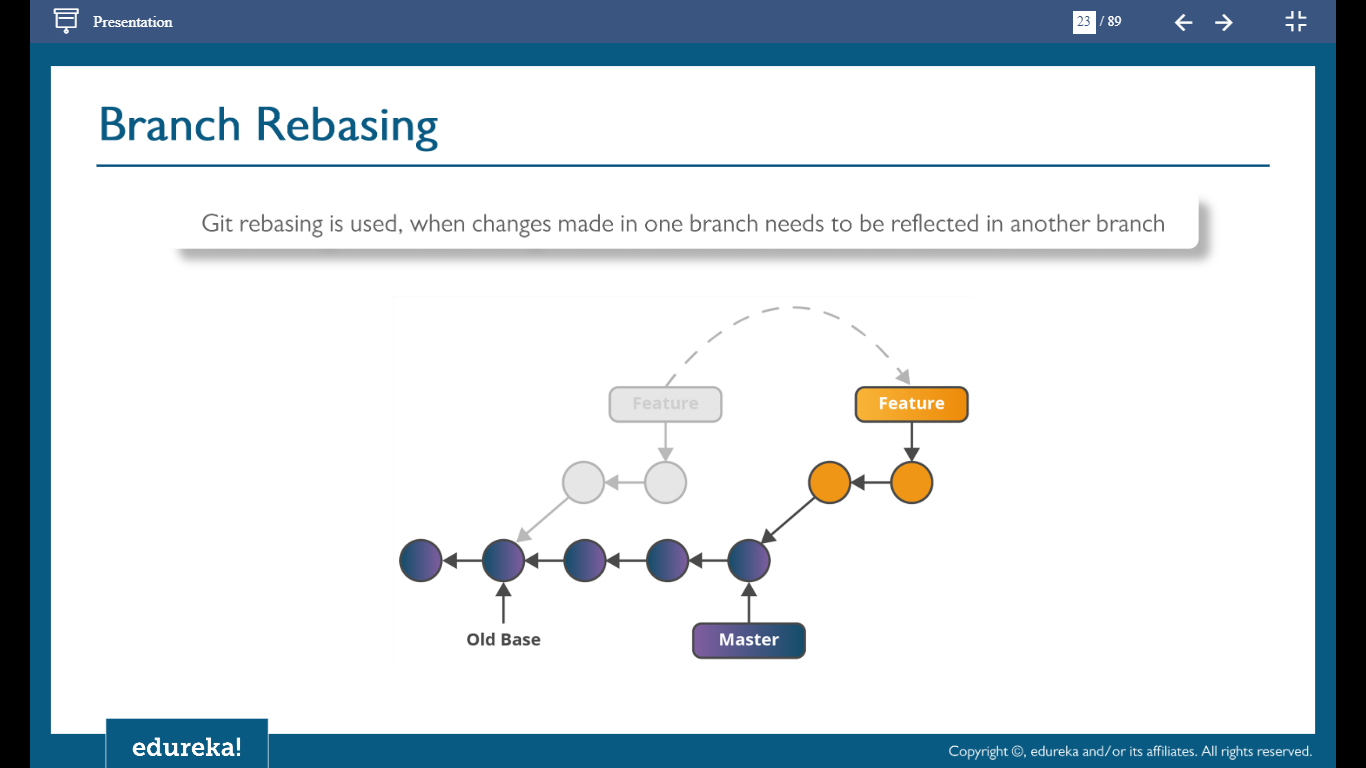 Presentation
23 / 89
Branch Rebasing
Git rebasing is used, when changes made in one branch needs to be reflected in another branch
Feature
Feature
Old Base
Master
edureka!
Copyright ©, edureka and/or its affiliates. All rights reserved.